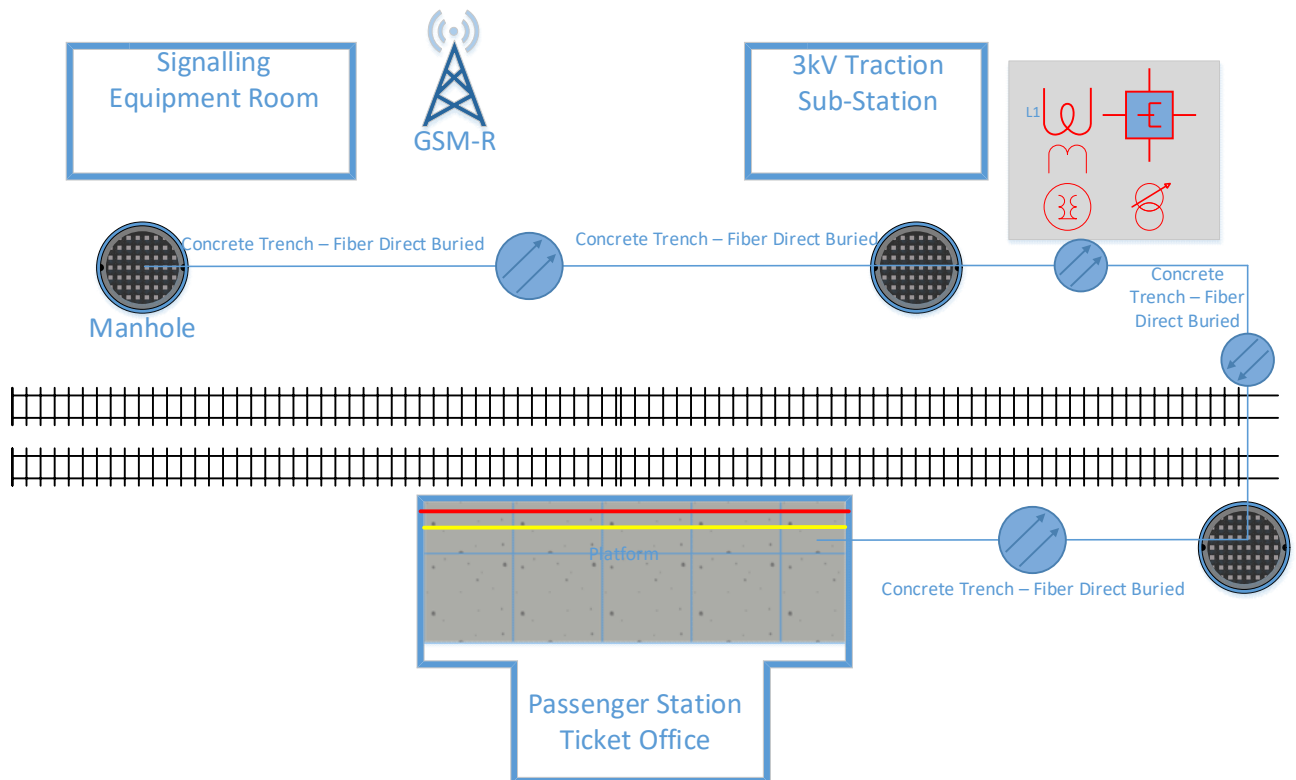 Signalling
Equipment Room
GSM-R
3kV Traction
Sub-Station
L1
Concrete Trench – Fiber Direct Buried
Concrete Trench – Fiber Direct Buried
Concrete
Trench – Fiber
Direct Buried
Manhole
Platform
Concrete Trench – Fiber Direct Buried
Passenger Station
Ticket Office